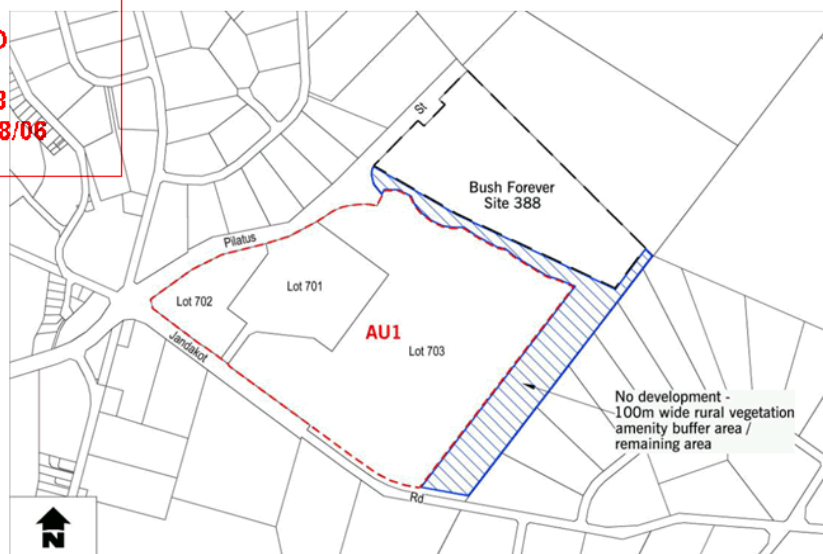 8/06
St
Bush Forever
Site 388
Pilatus
Lot 701
Lot 702
AU1
Lot 703
Jandakot
No development -
100m wide rural vegetation
amenity buffer area /
remaining area
Rd
N